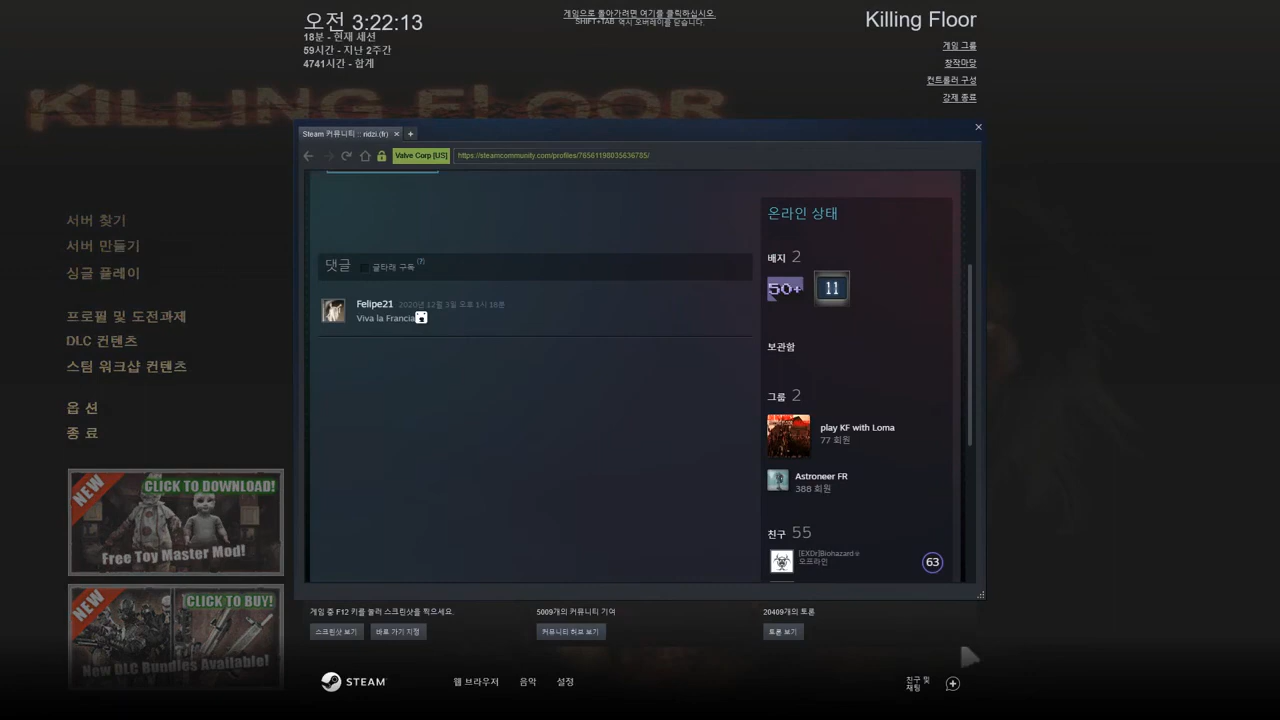 오전 3:22:13
18분 - 현재 세션
59시간 - 지난 2주간
4741시간 - 합계
게임으로 돌아가려면 여기를 클릭하십시오.
SHIFT+TAB 역시 오버레이를 닫습니다.
Killing Floor
게임 그룹
창작마당
컨트롤러 구성
강제 종료
KILLING FLOOR
Steam 커뮤니티 :: ridzi.(fr)
Valve Corp [US]
https://steamcommunity.com/profiles/76561198035636785/
서버 찾기
서버 만들기
싱글 플레이
프로필 및 도전과제
DLC 컨텐츠
스팀 워크샵 컨텐츠
옵 션
종 료
NEW
CLICK TO DOWNLOAD!
Free Toy Master Mod!
NEW
CLICK TO BUY!
New DLC Bundles Available!
댓글
글타래 구독 (?)
Felipe21 2020년 12월 3일 오후 1시 18분
Viva la Francia
온라인 상태
배지 2
50+
11
보관함
그룹 2
play KF with Loma
77 회원
Astroneer FR
388 회원
친구 55
[EXOr]Biohazard☣
오프라인
63
게임 중 F12 키를 눌러 스크린샷을 찍으세요.
스크린샷 보기
바로 가기 지정
5009개의 커뮤니티 기여
커뮤니티 허브 보기
20409개의 토론
토론 보기
STEAM
웹 브라우저
음악
설정
친구 및
채팅